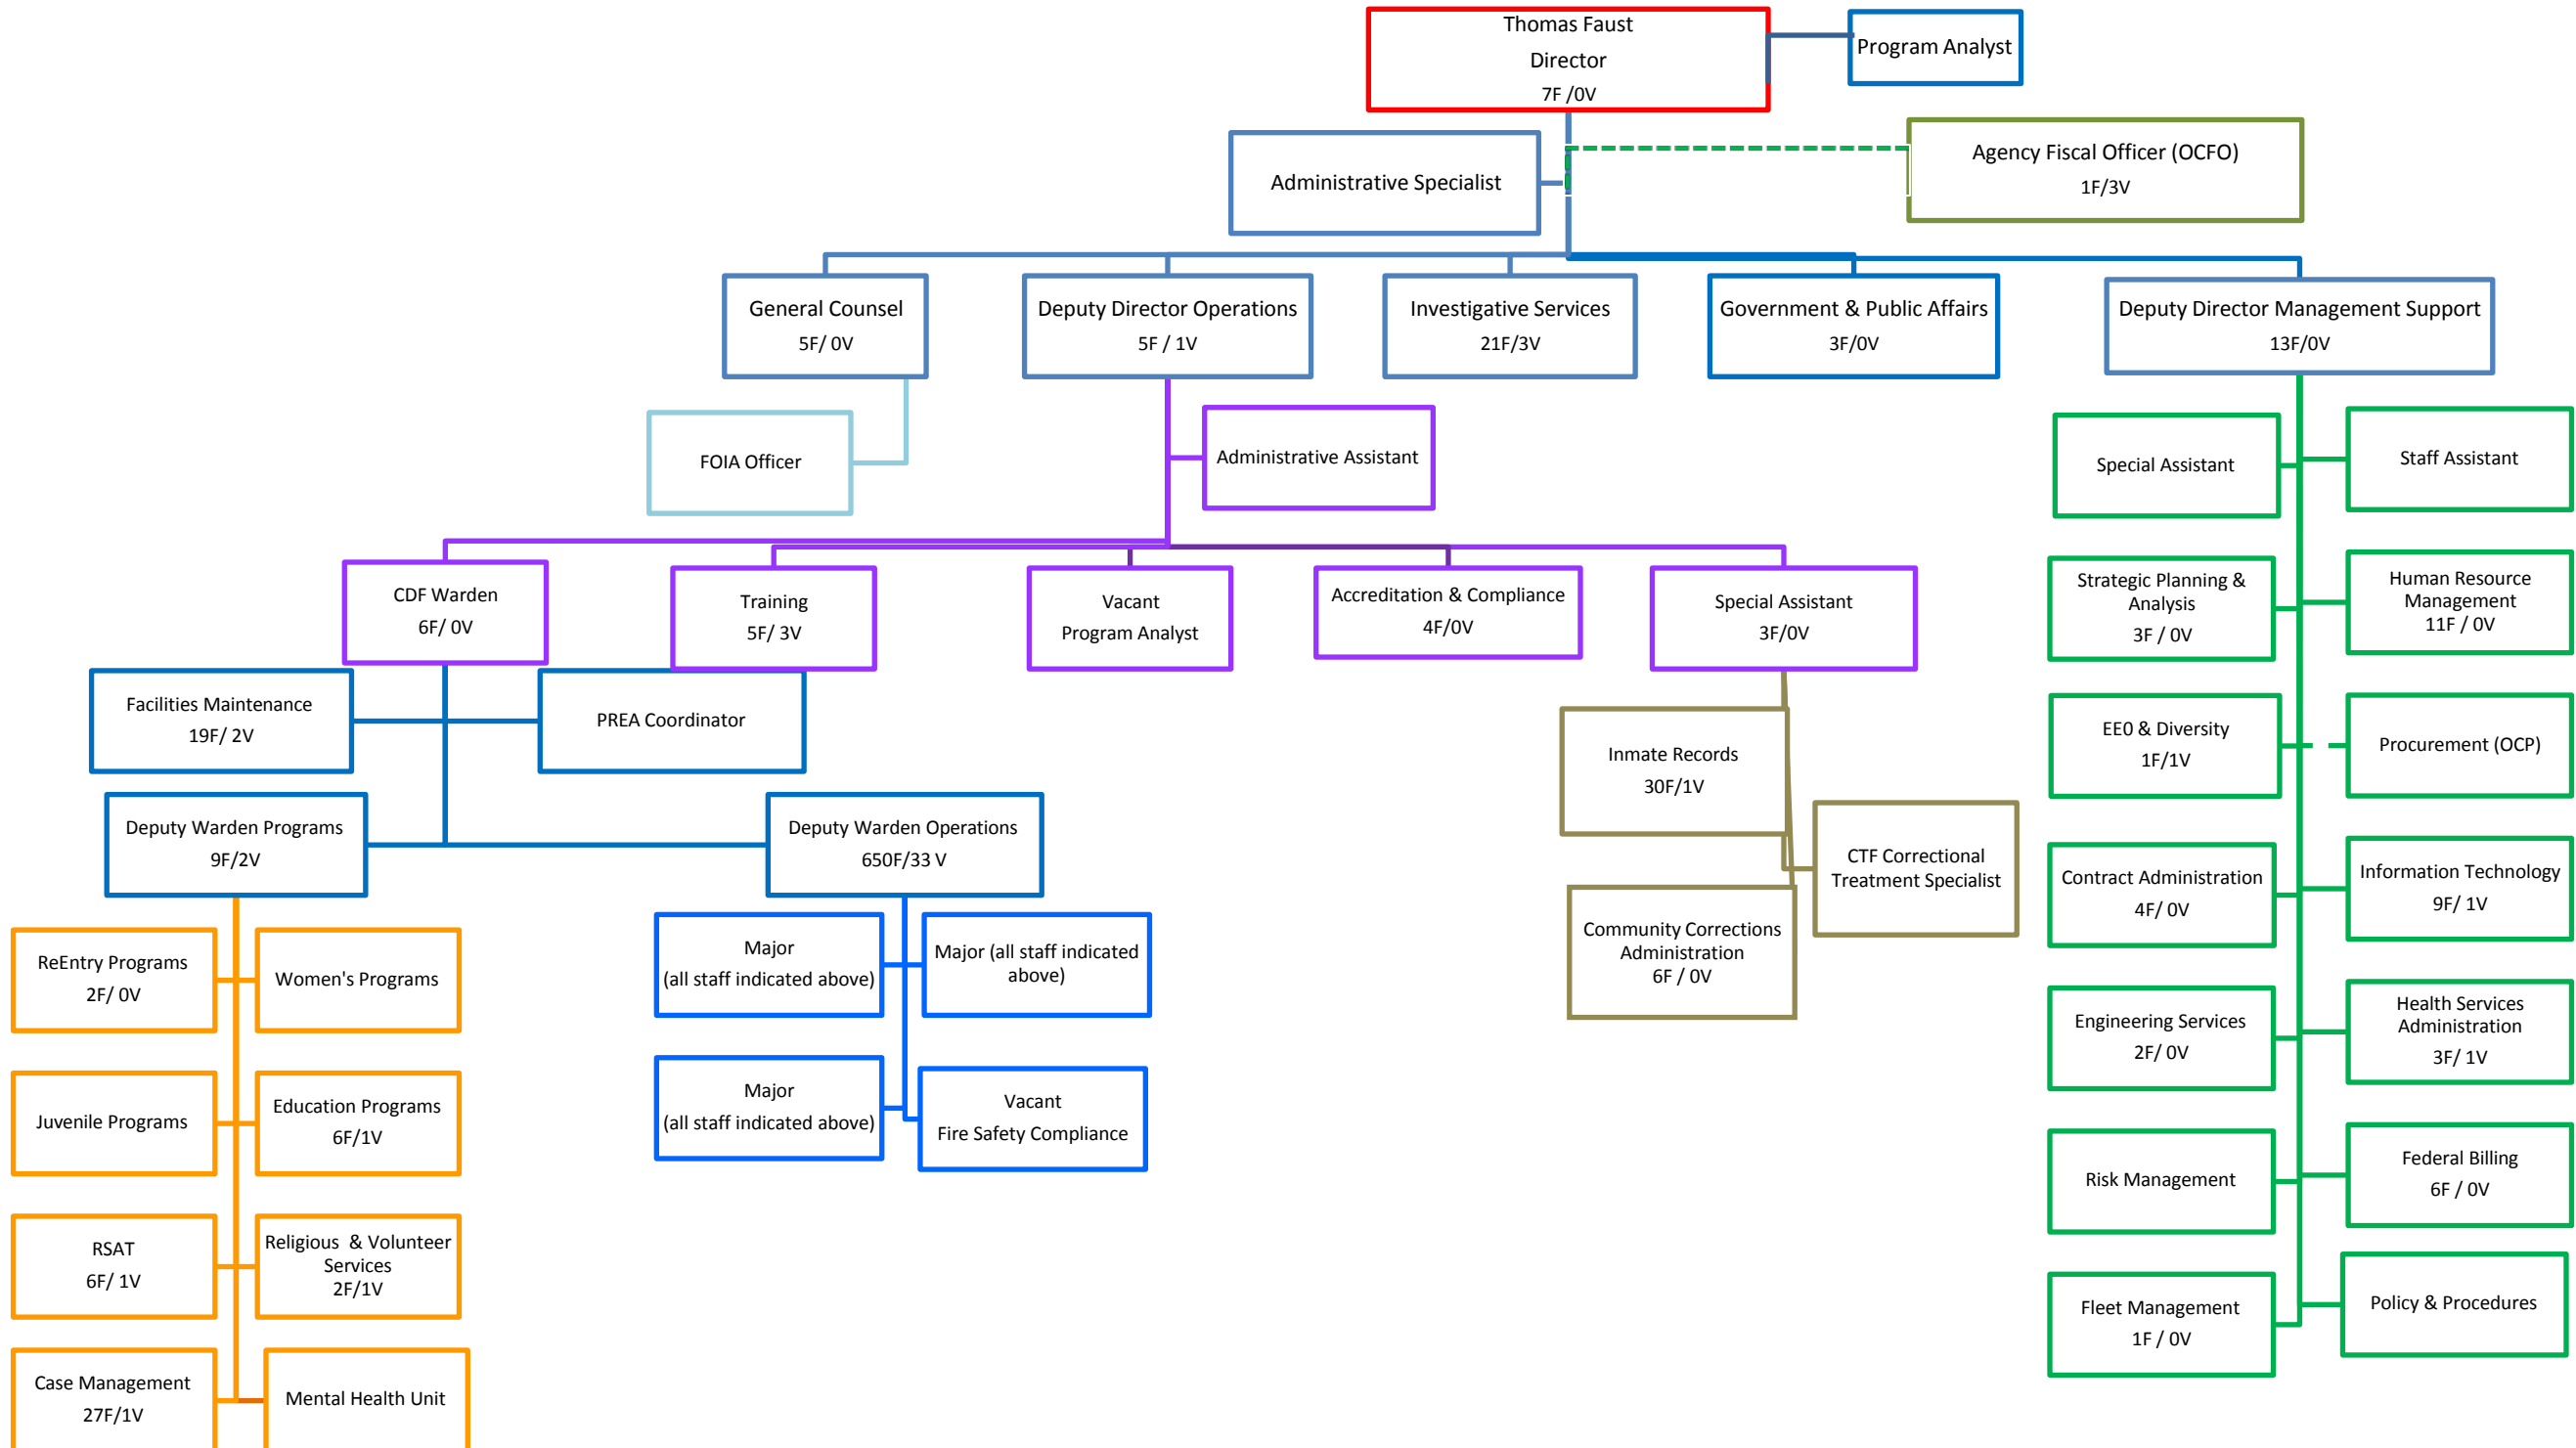 Thomas Faust
Director
7F /0V
Program Analyst
Agency Fiscal Officer (OCFO)
1F/3V
Administrative Specialist
General Counsel
5F/ 0V
Deputy Director Operations
5F / 1V
Investigative Services
21F/3V
Government & Public Affairs
3F/0V
Deputy Director Management Support
13F/0V
FOIA Officer
Administrative Assistant
Special Assistant
Staff Assistant
CDF Warden
6F/ 0V
Training
5F/ 3V
Vacant
Program Analyst
Accreditation & Compliance
4F/0V
Special Assistant
3F/0V
Strategic Planning &
Analysis
3F / 0V
Human Resource
Management
11F / 0V
Facilities Maintenance
19F/ 2V
PREA Coordinator
Inmate Records
30F/1V
EE0 & Diversity
1F/1V
Procurement (OCP)
Deputy Warden Programs
9F/2V
Deputy Warden Operations
650F/33 V
CTF Correctional
Treatment Specialist
Contract Administration
4F/ 0V
Information Technology
9F/ 1V
ReEntry Programs
2F/ 0V
Women's Programs
Major
(all staff indicated above)
Major (all staff indicated
above)
Community Corrections
Administration
6F / 0V
Engineering Services
2F/ 0V
Health Services
Administration
3F/ 1V
Juvenile Programs
Education Programs
6F/1V
Major
(all staff indicated above)
Vacant
Fire Safety Compliance
Risk Management
Federal Billing
6F / 0V
RSAT
6F/ 1V
Religious  & Volunteer
Services
2F/1V
Fleet Management
1F / 0V
Policy & Procedures
Case Management
27F/1V
Mental Health Unit